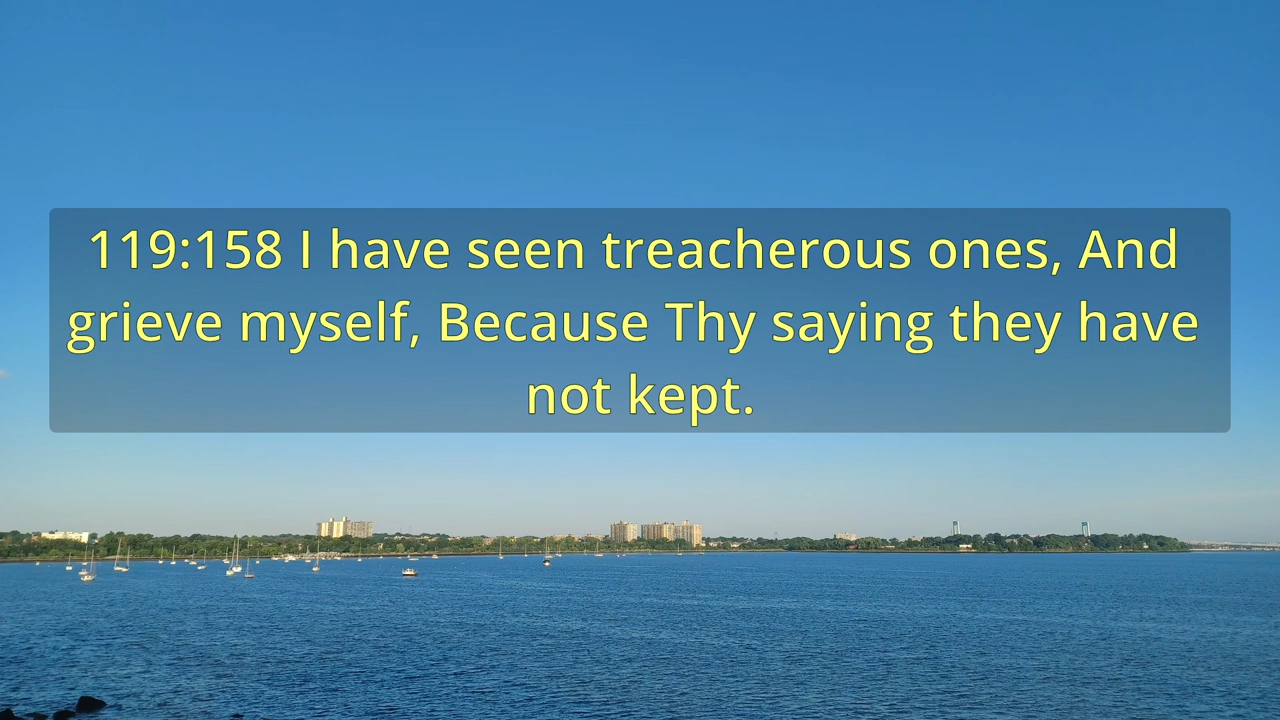 119:158 I have seen treacherous ones, And
grieve myself, Because Thy saying they have
not kept.